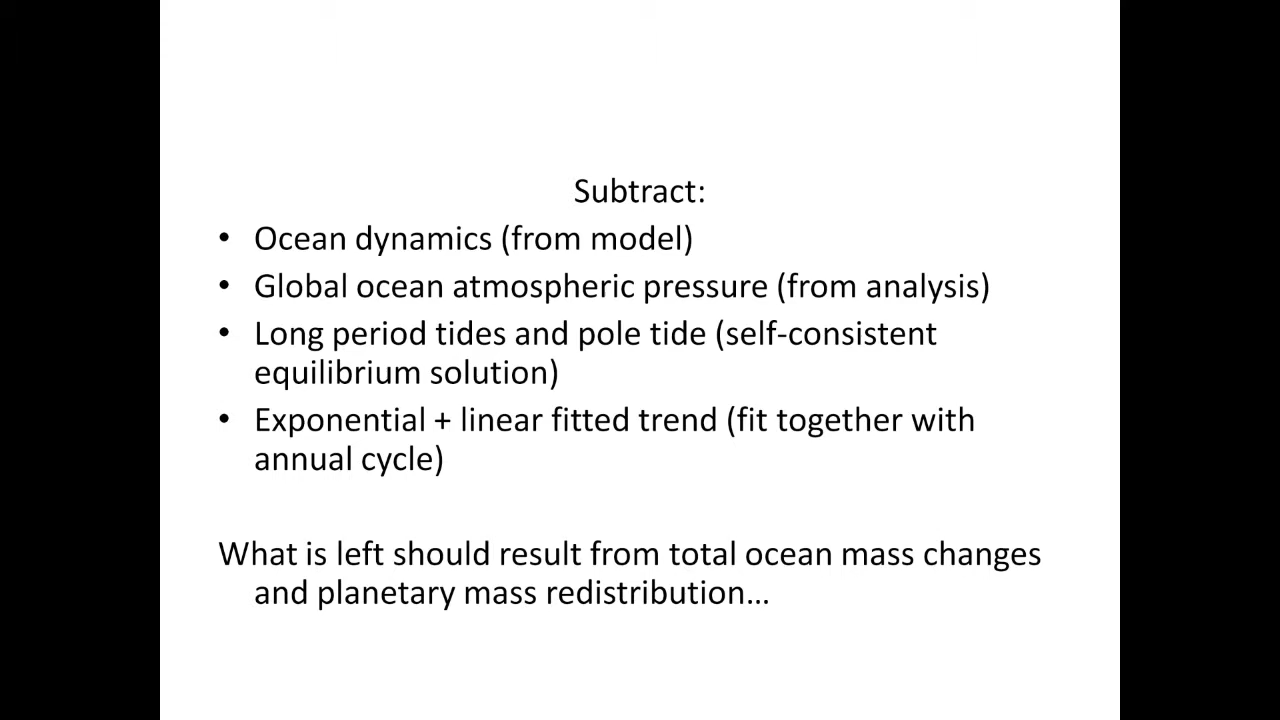 Subtract:
• Ocean dynamics (from model)
• Global ocean atmospheric pressure (from analysis)
• Long period tides and pole tide (self-consistent
equilibrium solution)
• Exponential + linear fitted trend (fit together with
annual cycle)
What is left should result from total ocean mass changes
and planetary mass redistribution…